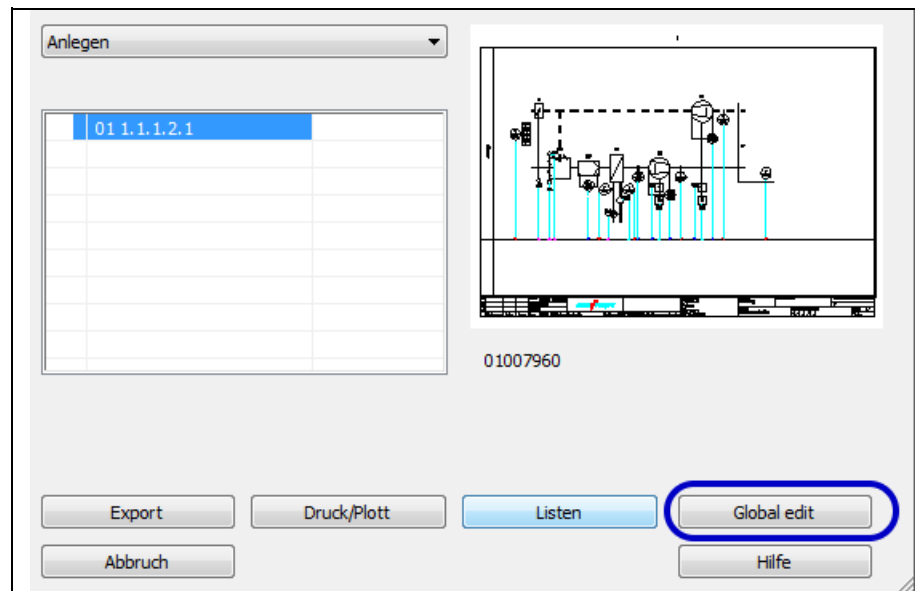 Anlegen
01 1.1.1.2.1
01007960
Export
Druck/Plott
Listen
Global edit
Abbruch
Hilfe